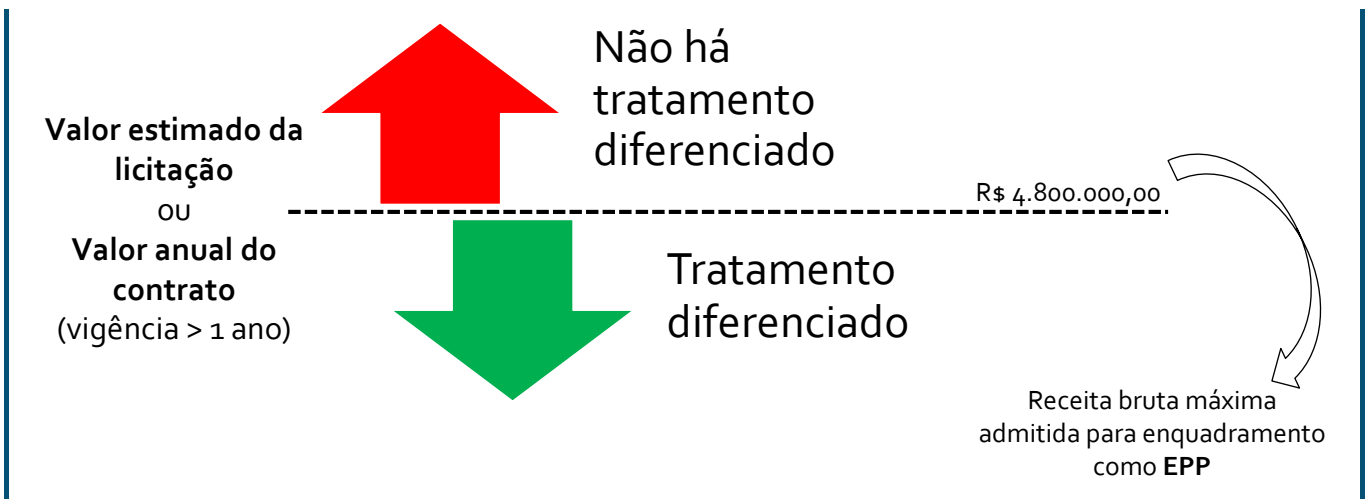 Não há
tratamento
diferenciado
Valor estimado da
licitação
ou
Valor anual do
contrato
(vigência > 1 ano)
R$ 4.800.000,00
Tratamento
diferenciado
Receita bruta máxima
admitida para enquadramento
como EPP